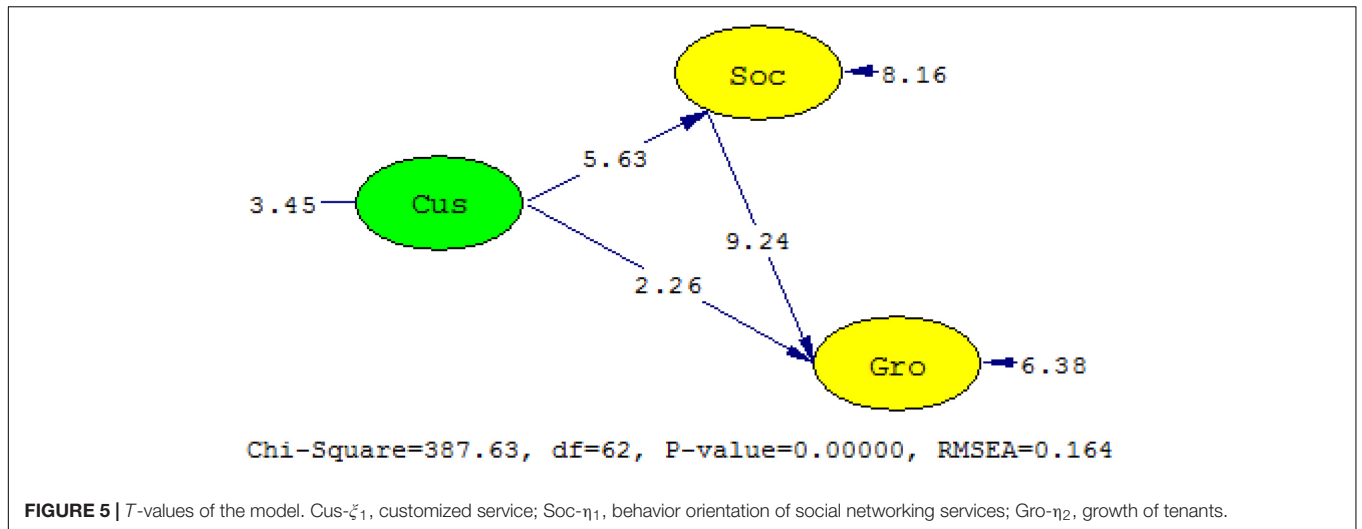 Soc
8.16
5.63
3.45
Cus
9.24
2.26
Gro
6.38
Chi-Square=387.63, df=62, P-value=0.00000, RMSEA=0.164
FIGURE 5 | T-values of the model. Cus-ξ₁, customized service; Soc-η₁, behavior orientation of social networking services; Gro-η₂, growth of tenants.